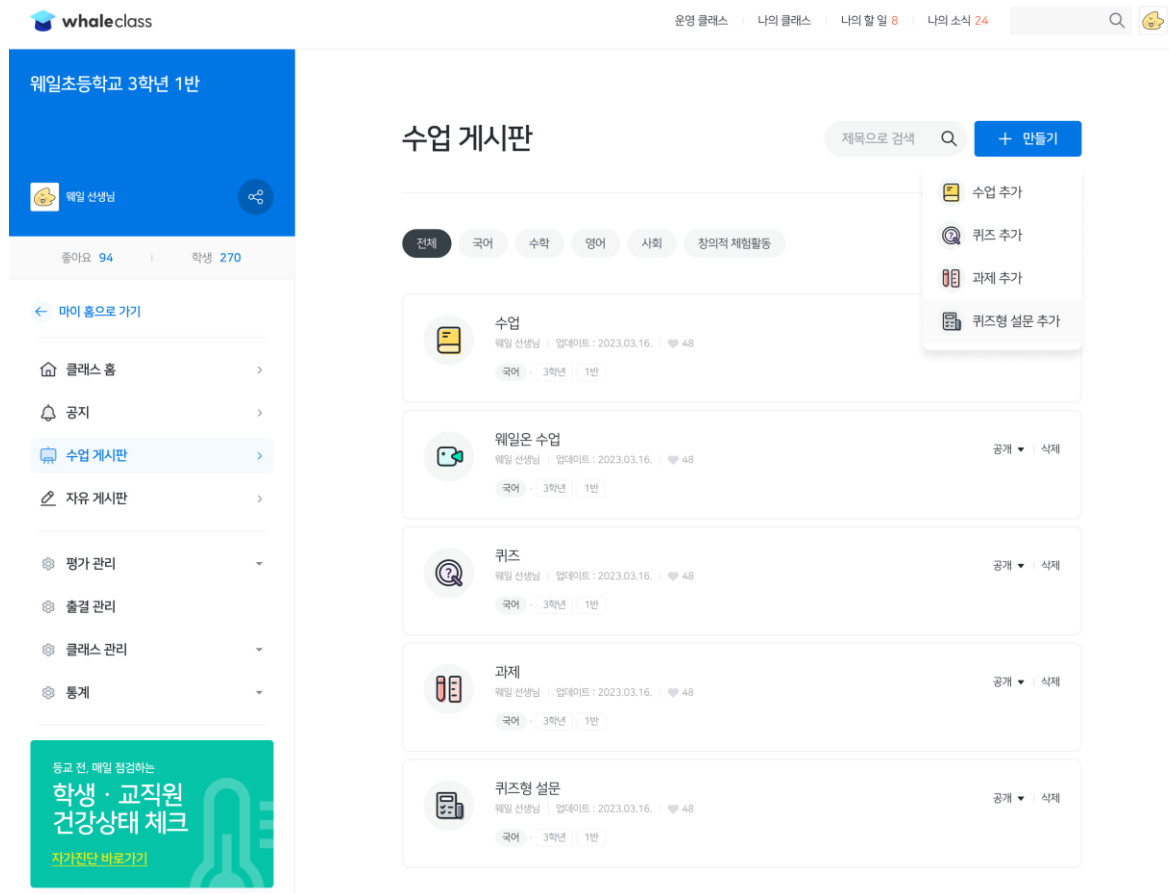 whaleclass
운영 클래스 나의 클래스 나의 할 일 8 나의 소식 24
웨일초등학교 3학년 1반
웨일 선생님
좋아요 94 학생 270
마이 홈으로 가기
클래스 홈
공지
수업 게시판
자유 게시판
평가 관리
출결 관리
클래스 관리
통계
등교 전, 매일 점검하는
학생 · 교직원
건강상태 체크
자가진단 바로가기
수업 게시판
제목으로 검색
+ 만들기
수업 추가
퀴즈 추가
과제 추가
퀴즈형 설문 추가
전체 국어 수학 영어 사회 창의적 체험활동
수업
웨일 선생님 업데이트 : 2023.03.16. 48
국어 · 3학년 1반
웨일온 수업
웨일 선생님 업데이트 : 2023.03.16. 48
국어 · 3학년 1반
공개 ▼ 삭제
퀴즈
웨일 선생님 업데이트 : 2023.03.16. 48
국어 · 3학년 1반
공개 ▼ 삭제
과제
웨일 선생님 업데이트 : 2023.03.16. 48
국어 · 3학년 1반
공개 ▼ 삭제
퀴즈형 설문
웨일 선생님 업데이트 : 2023.03.16. 48
국어 · 3학년 1반
공개 ▼ 삭제